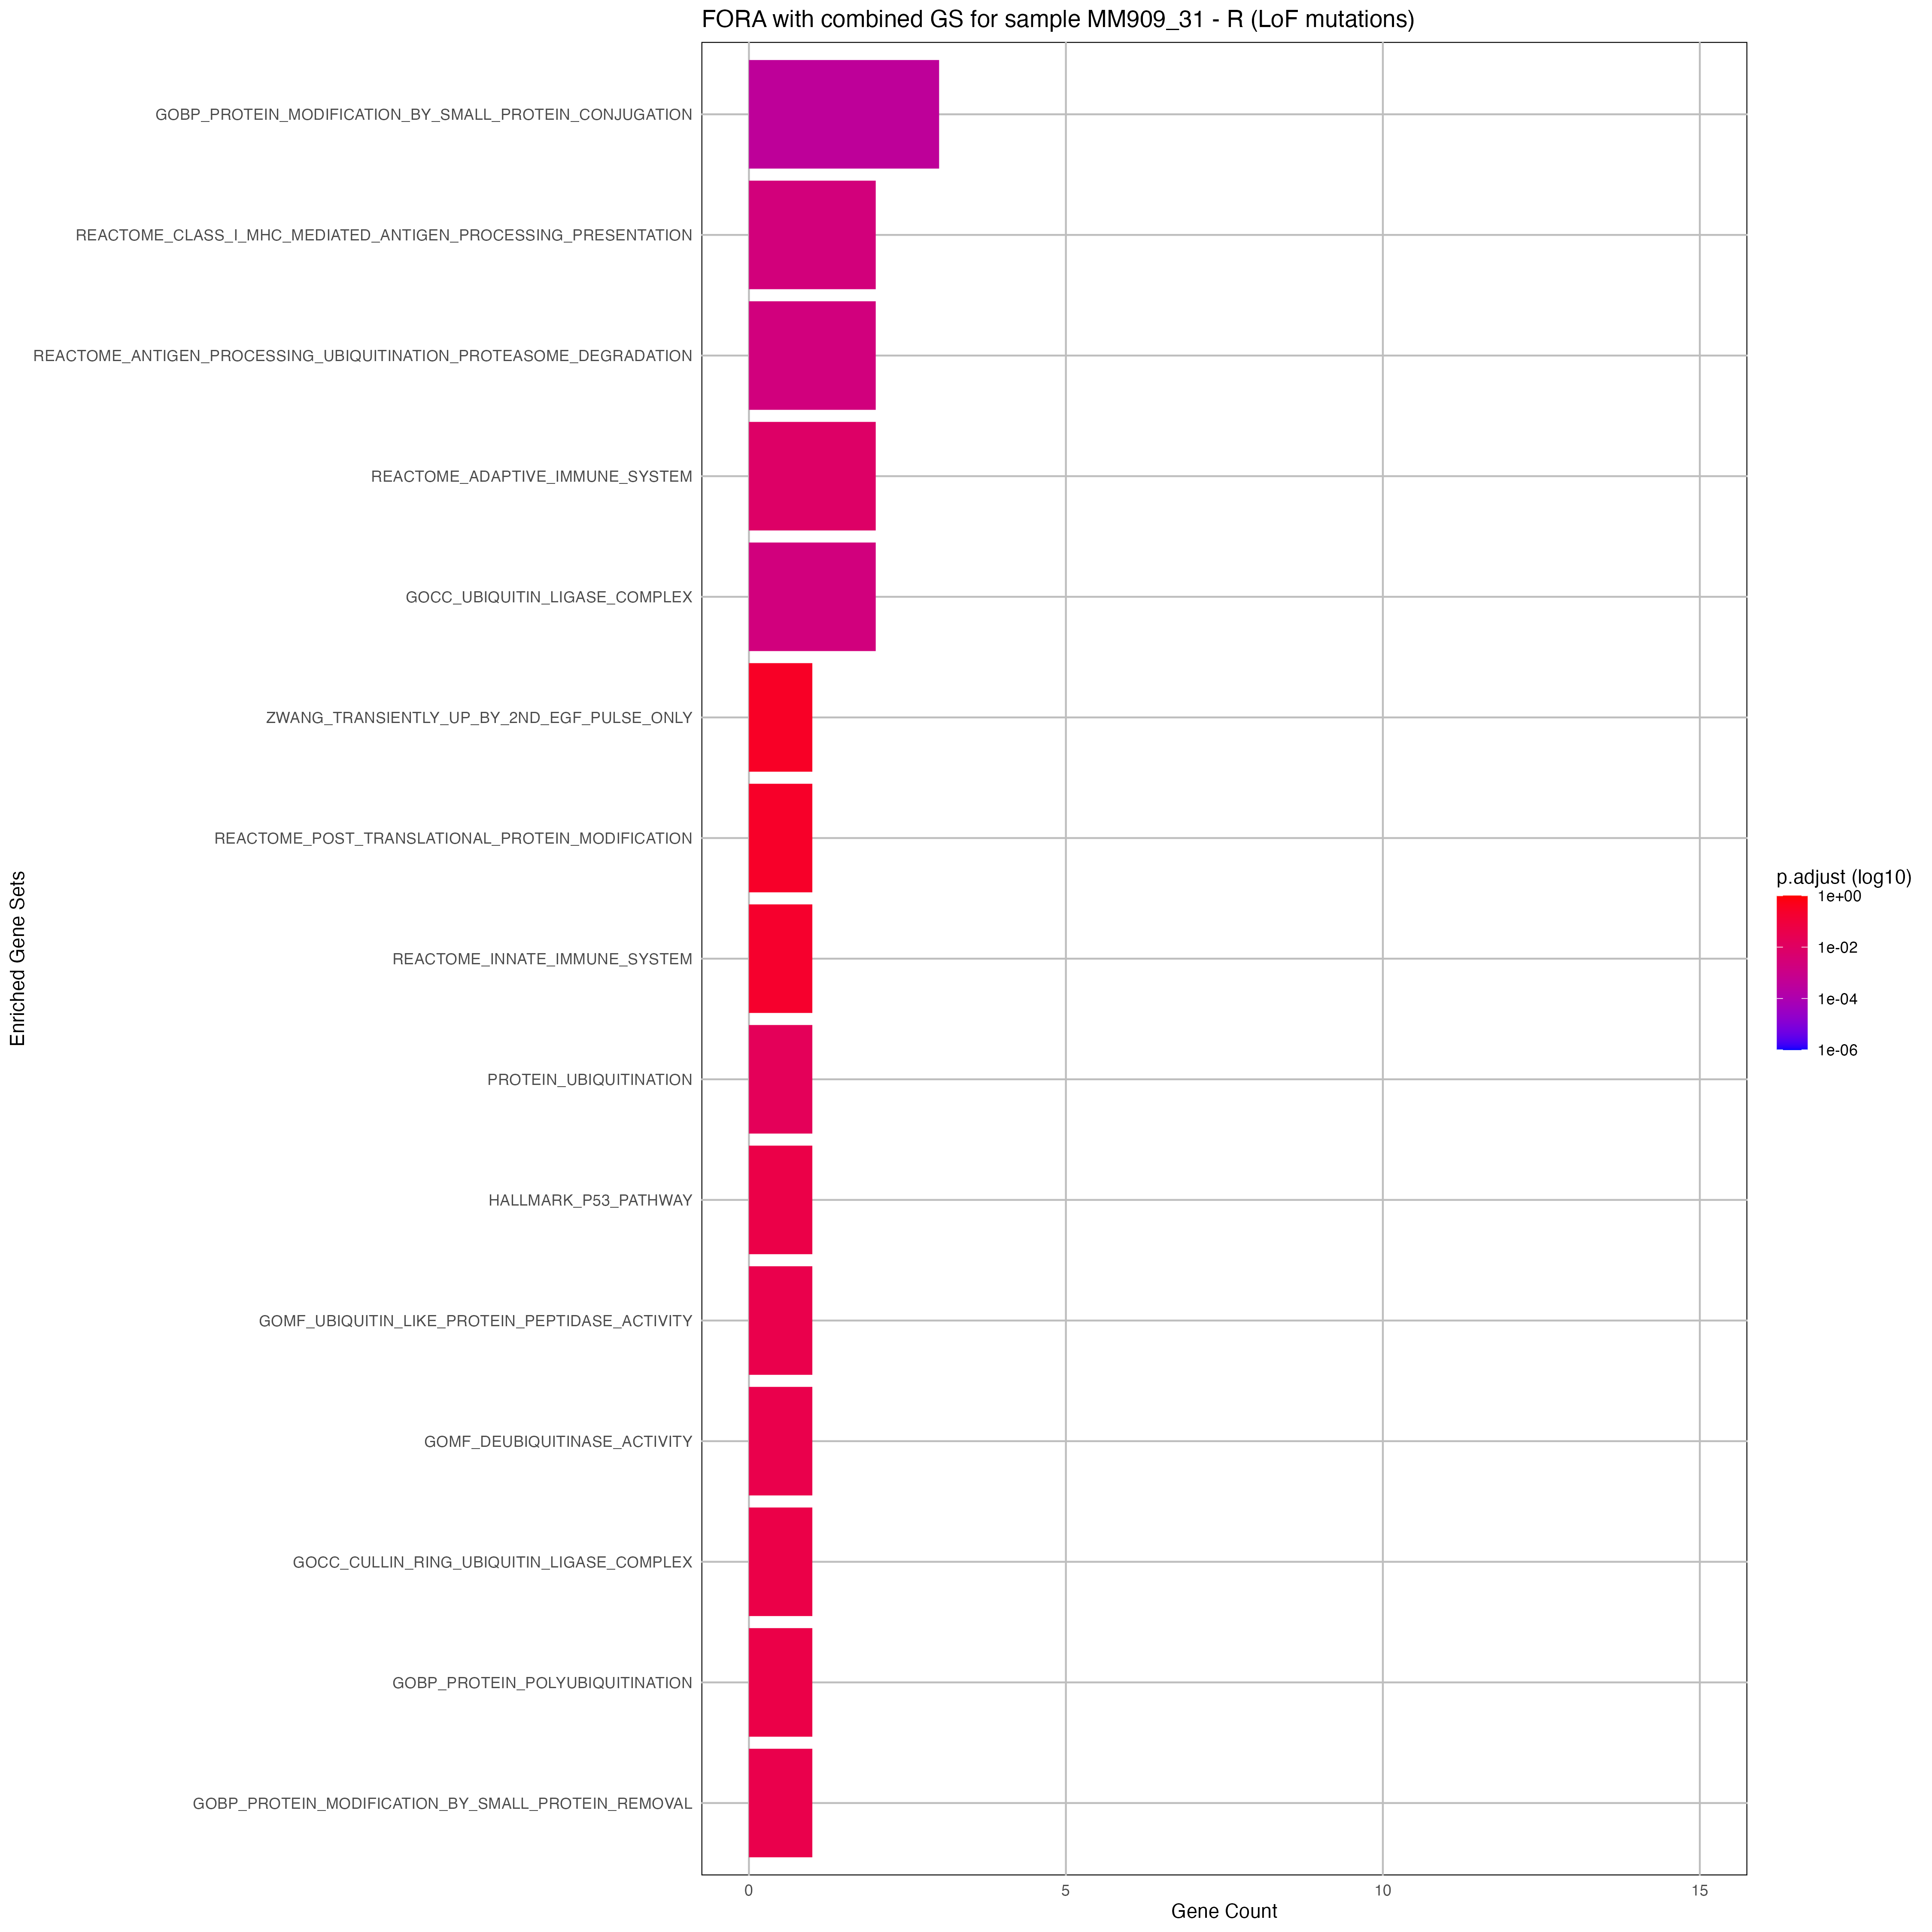 FORA with combined GS for sample MM909_31 - R (LoF mutations)
GOBP_PROTEIN_MODIFICATION_BY_SMALL_PROTEIN_CONJUGATION
REACTOME_CLASS_I_MHC_MEDIATED_ANTIGEN_PROCESSING_PRESENTATION
REACTOME_ANTIGEN_PROCESSING_UBIQUITINATION_PROTEASOME_DEGRADATION
REACTOME_ADAPTIVE_IMMUNE_SYSTEM
GOCC_UBIQUITIN_LIGASE_COMPLEX
ZWANG_TRANSIENTLY_UP_BY_2ND_EGF_PULSE_ONLY
REACTOME_POST_TRANSLATIONAL_PROTEIN_MODIFICATION
REACTOME_INNATE_IMMUNE_SYSTEM
PROTEIN_UBIQUITINATION
HALLMARK_P53_PATHWAY
GOMF_UBIQUITIN_LIKE_PROTEIN_PEPTIDASE_ACTIVITY
GOMF_DEUBIQUITINASE_ACTIVITY
GOCC_CULLIN_RING_UBIQUITIN_LIGASE_COMPLEX
GOBP_PROTEIN_POLYUBIQUITINATION
GOBP_PROTEIN_MODIFICATION_BY_SMALL_PROTEIN_REMOVAL
Enriched Gene Sets
0 5 10 15
Gene Count
p.adjust (log10)
1e+00
1e-02
1e-04
1e-06